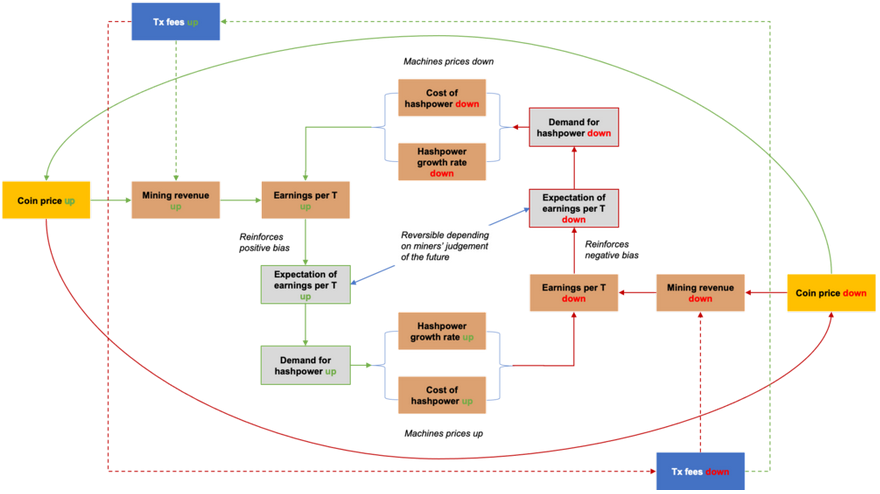 Tx fees up
Machines prices down
Cost of
hashpower down
Demand for
hashpower down
Hashpower
growth rate
down
Coin price up
Mining revenue
up
Earnings per T
up
Expectation of
earnings per T
down
Reinforces
positive bias
Reversible depending
on miners' judgement
of the future
Reinforces
negative bias
Expectation of
earnings per T
up
Earnings per T
down
Mining revenue
down
Coin price down
Hashpower
growth rate up
Demand for
hashpower up
Cost of
hashpower up
Machines prices up
Tx fees down